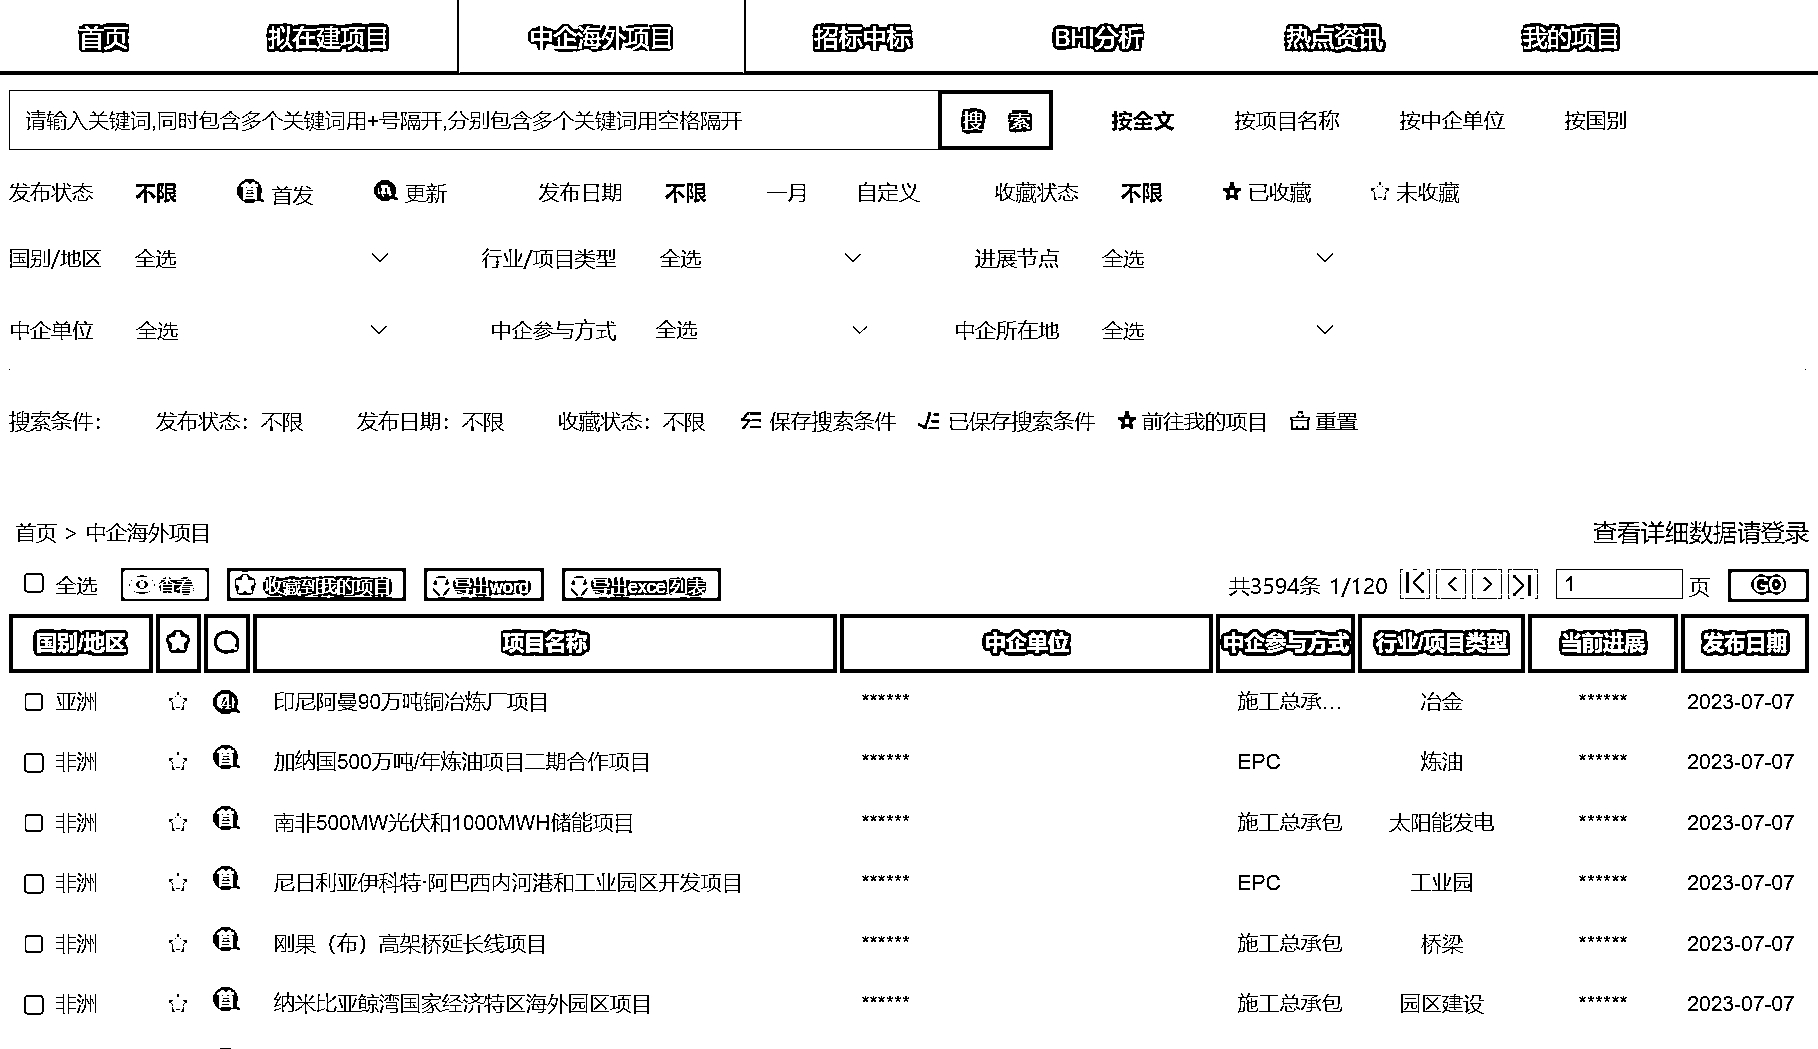 首页 拟在建项目 中企海外项目 招标中标 BHI分析 热点资讯 我的项目
请输入关键词,同时包含多个关键词用+号隔开,分别包含多个关键词用空格隔开 搜 索 按全文 按项目名称 按中企单位 按国别
发布状态 不限 首 首发 更新 发布日期 不限 一月 自定义 收藏状态 不限 已收藏 未收藏
国别/地区 全选 行业/项目类型 全选 进展节点 全选
中企单位 全选 中企参与方式 全选 中企所在地 全选
搜索条件: 发布状态: 不限 发布日期: 不限 收藏状态: 不限 保存搜索条件 已保存搜索条件 前往我的项目 重置
首页 > 中企海外项目 查看详细数据请登录
全选 查看 收藏到我的项目 导出word 导出excel列表 共3594条 1/120 1 页 GO
国别/地区 项目名称 中企单位 中企参与方式 行业/项目类型 当前进展 发布日期
亚洲 4 印尼阿曼90万吨铜冶炼厂项目 ****** 施工总承... 冶金 ****** 2023-07-07
非洲 首 加纳国500万吨/年炼油项目二期合作项目 ****** EPC 炼油 ****** 2023-07-07
非洲 首 南非500MW光伏和1000MWH储能项目 ****** 施工总承包 太阳能发电 ****** 2023-07-07
非洲 首 尼日利亚伊科特·阿巴西内河港和工业园区开发项目 ****** EPC 工业园 ****** 2023-07-07
非洲 首 刚果（布）高架桥延长线项目 ****** 施工总承包 桥梁 ****** 2023-07-07
非洲 首 纳米比亚鲸湾国家经济特区海外园区项目 ****** 施工总承包 园区建设 ****** 2023-07-07